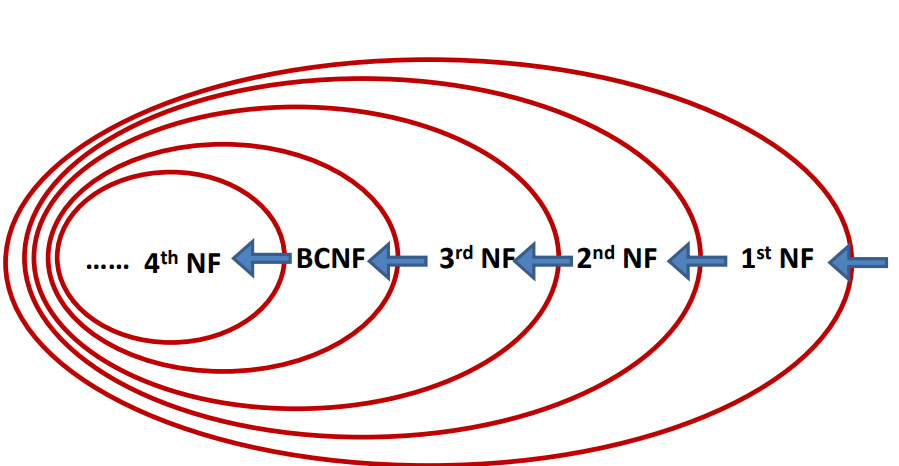 ...... 4th NF BCNF 3rd NF 2nd NF 1st NF